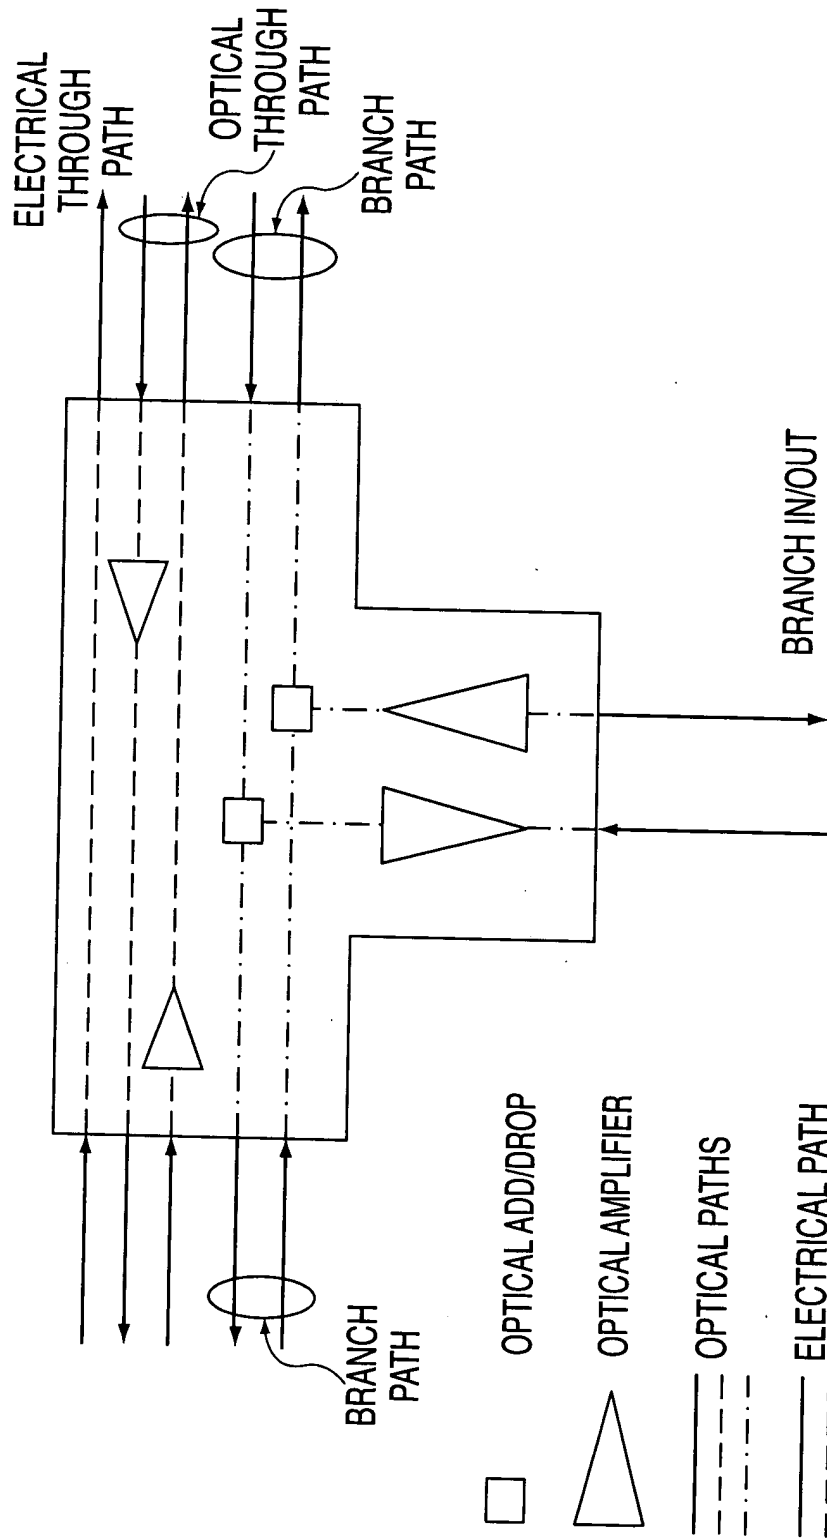 ELECTRICAL
THROUGH
PATH
OPTICAL
THROUGH
PATH
BRANCH
PATH
BRANCH
PATH
BRANCH IN/OUT
OPTICAL ADD/DROP
OPTICAL AMPLIFIER
OPTICAL PATHS
ELECTRICAL PATH